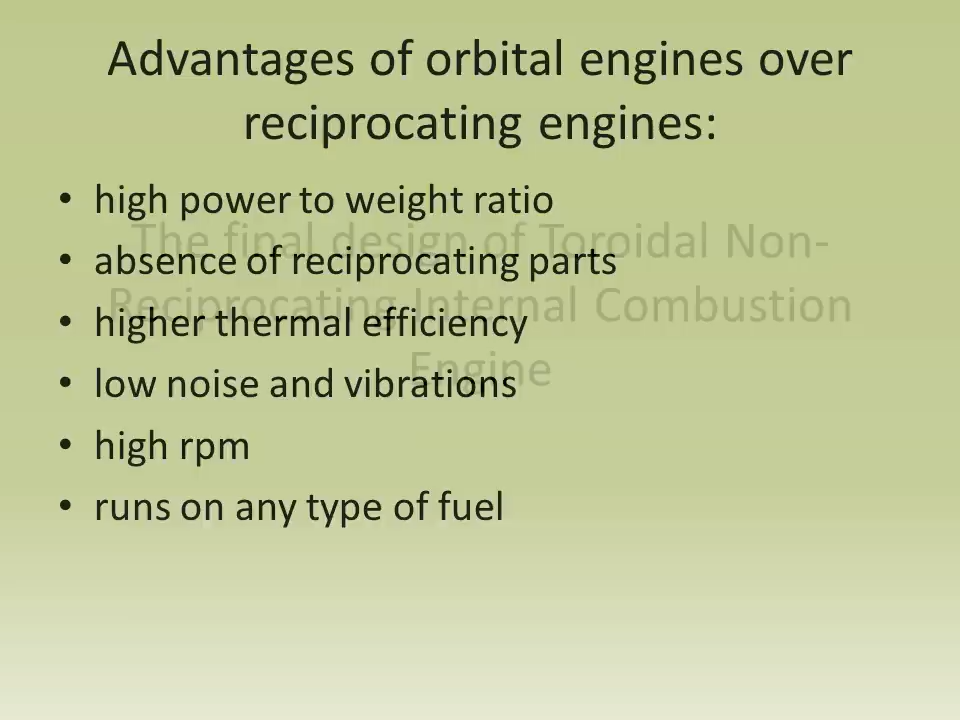 Advantages of orbital engines over
reciprocating engines:
• high power to weight ratio
The final design of Toroidal Non-
• absence of reciprocating parts
Reciprocating Internal Combustion
• higher thermal efficiency
Engine
• low noise and vibrations
• high rpm
• runs on any type of fuel